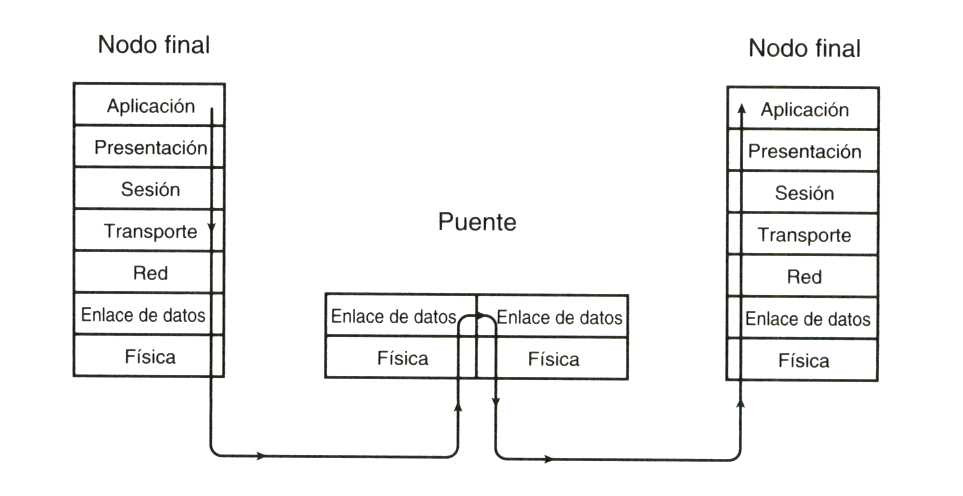 Nodo final
Aplicación
Presentación
Sesión
Transporte
Red
Enlace de datos
Física
Puente
Enlace de datos
Enlace de datos
Física
Física
Nodo final
Aplicación
Presentación
Sesión
Transporte
Red
Enlace de datos
Física